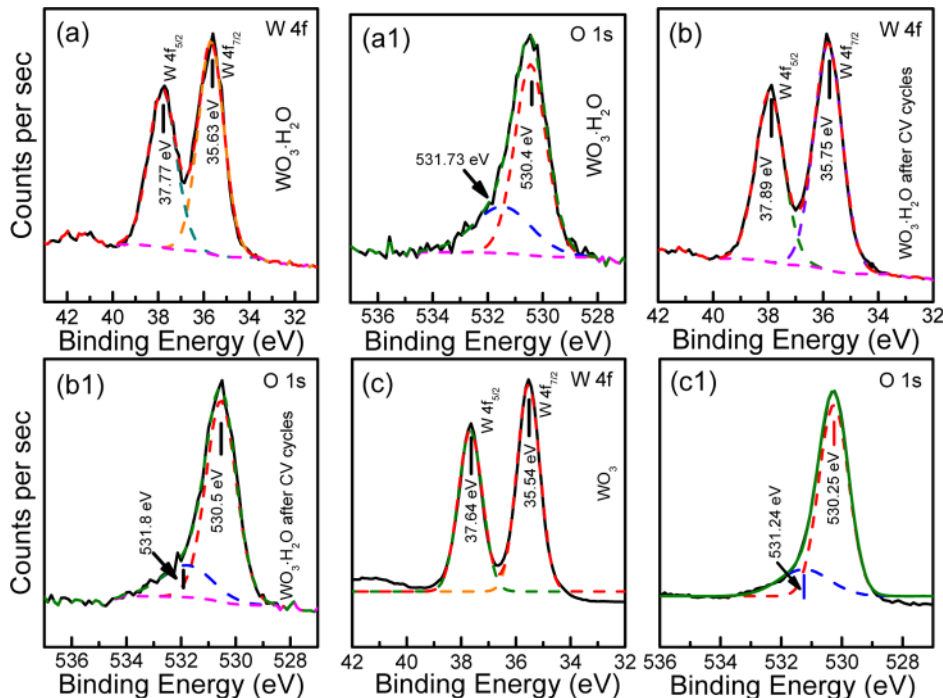 (a)
W 4f
W 4f5/2
W 4f7/2
37.77 eV
35.63 eV
WO3·H2O
Counts per sec
42 40 38 36 34 32
Binding Energy (eV)
(a1)
O 1s
531.73 eV
530.4 eV
WO3·H2O
536 534 532 530 528
Binding Energy (eV)
(b)
W 4f
W 4f5/2
W 4f7/2
37.89 eV
35.75 eV
WO3·H2O after CV cycles
42 40 38 36 34 32
Binding Energy (eV)
(b1)
O 1s
531.8 eV
530.5 eV
WO3·H2O after CV cycles
Counts per sec
536 534 532 530 528
Binding Energy (eV)
(c)
W 4f
W 4f5/2
W 4f7/2
37.64 eV
35.54 eV
WO3
42 40 38 36 34 32
Binding Energy (eV)
(c1)
O 1s
531.24 eV
530.25 eV
536 534 532 530 528
Binding Energy (eV)